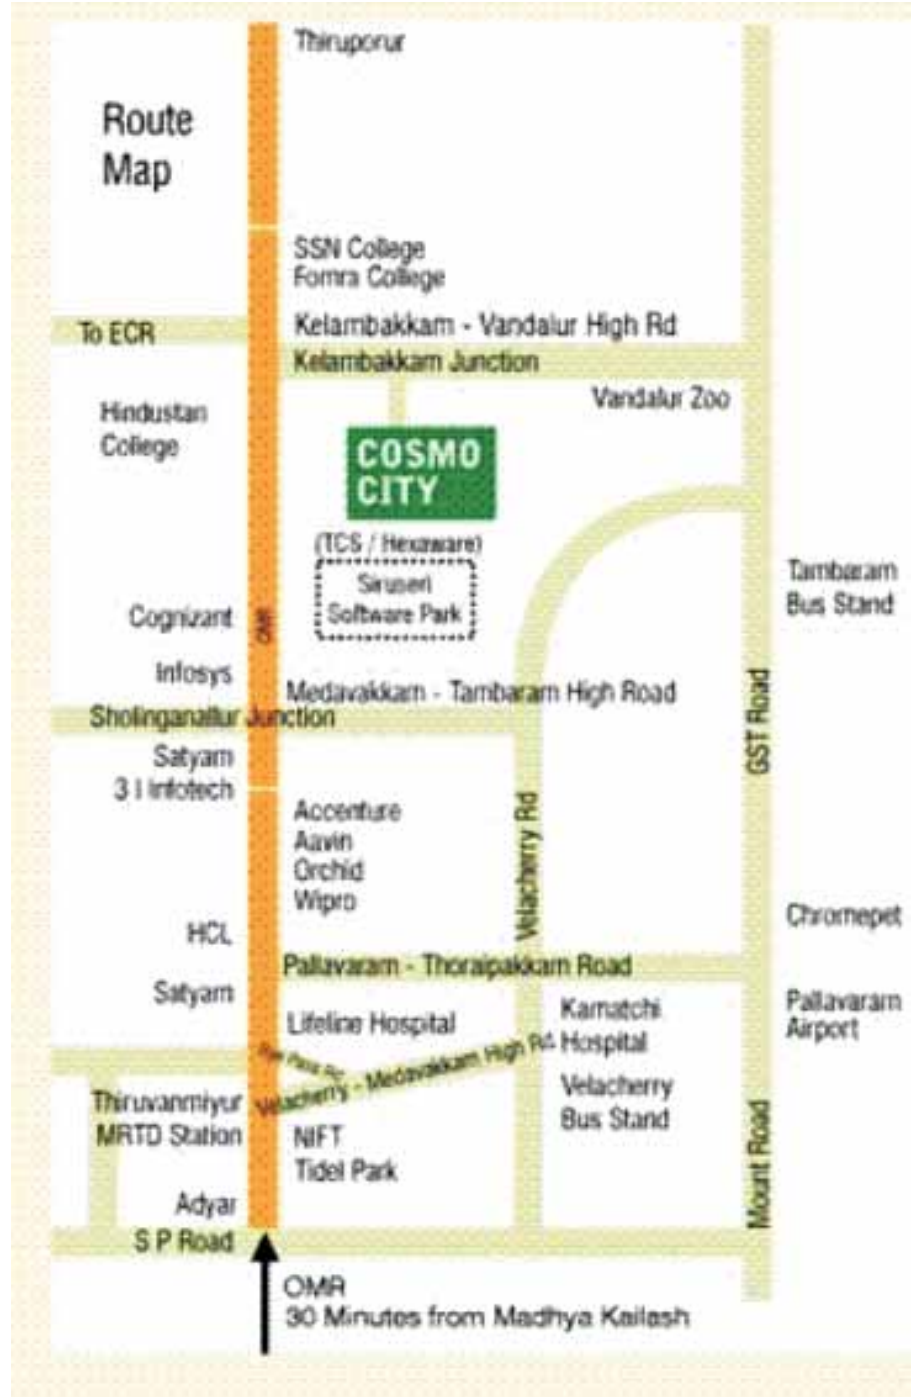 Thiruporur
Route
Map
SSN College
Fomra College
Kelambakkam - Vandalur High Rd
To ECR
Kelambakkam Junction
Vandalur Zoo
Hindustan
College
COSMO
CITY
(TCS / Hexaware)
Siruseri
Software Park
Tambaram
Bus Stand
Cognizant
OMR
Infosys
Medavakkam - Tambaram High Road
Sholinganallur Junction
GST Road
Satyam
3 I Infotech
Accenture
Aavin
Orchid
Wipro
Velacherry Rd
HCL
Chromepet
Pallavaram - Thoraipakkam Road
Satyam
Lifeline Hospital
Kamatchi
Hospital
Pallavaram
Airport
Velacherry - Medavakkam High Rd
Thiruvanmiyur
MRTD Station
Velacherry
Bus Stand
NIFT
Tidel Park
Mount Road
Adyar
S P Road
OMR
30 Minutes from Madhya Kailash